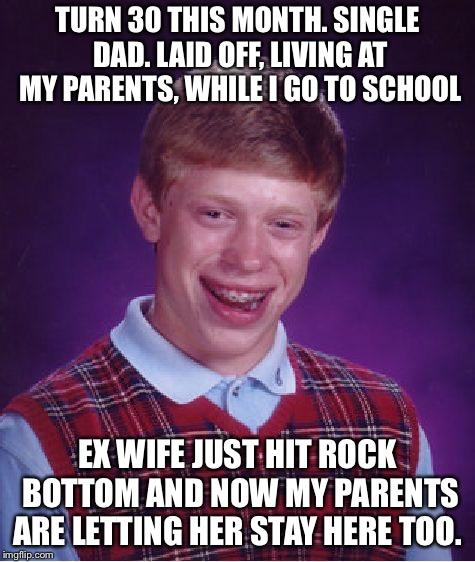 TURN 30 THIS MONTH. SINGLE
DAD. LAID OFF, LIVING AT
MY PARENTS, WHILE I GO TO SCHOOL
EX WIFE JUST HIT ROCK
BOTTOM AND NOW MY PARENTS
ARE LETTING HER STAY HERE TOO.
imgflip.com